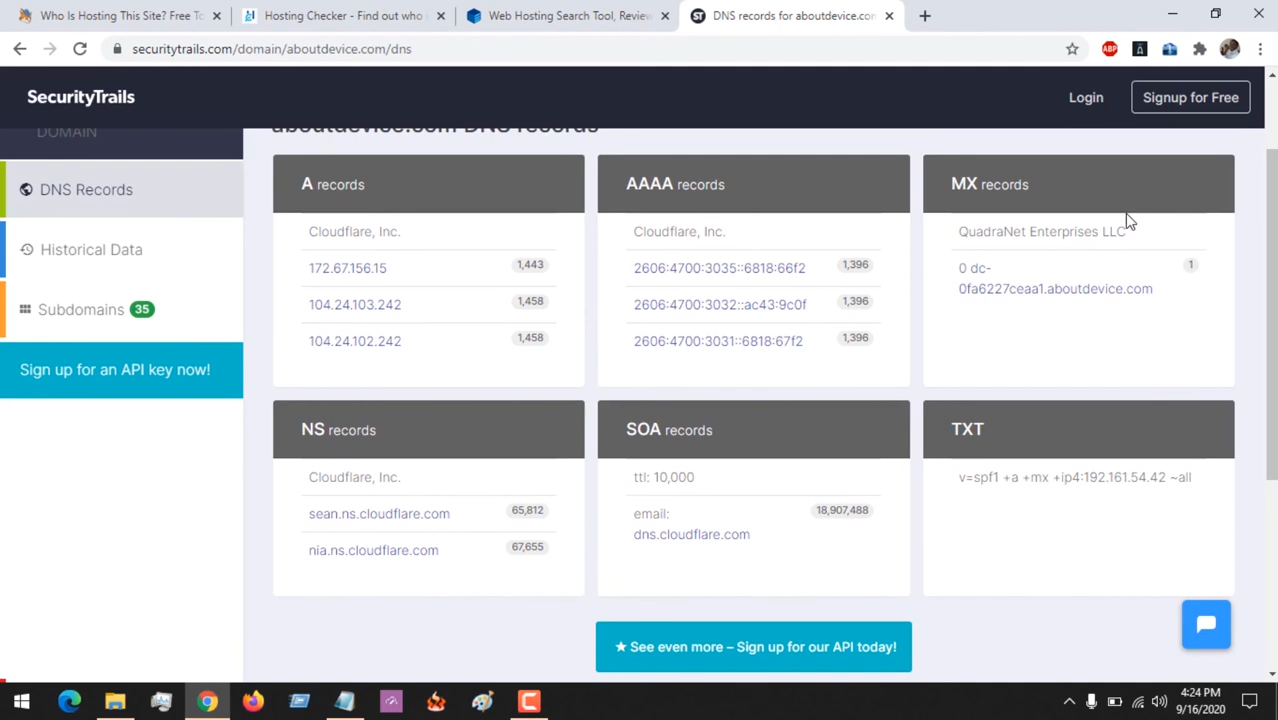 Who Is Hosting This Site? Free To
Hosting Checker - Find out who i
Web Hosting Search Tool, Review
DNS records for aboutdevice.com
securitytrails.com/domain/aboutdevice.com/dns
ABP
SecurityTrails
Login
Signup for Free
DOMAIN
aboutdevice.com DNS records
DNS Records
Historical Data
Subdomains 35
Sign up for an API key now!
A records
Cloudflare, Inc.
172.67.156.15 1,443
104.24.103.242 1,458
104.24.102.242 1,458
AAAA records
Cloudflare, Inc.
2606:4700:3035::6818:66f2 1,396
2606:4700:3032::ac43:9c0f 1,396
2606:4700:3031::6818:67f2 1,396
MX records
QuadraNet Enterprises LLC
0 dc- 1
0fa6227ceaa1.aboutdevice.com
NS records
Cloudflare, Inc.
sean.ns.cloudflare.com 65,812
nia.ns.cloudflare.com 67,655
SOA records
ttl: 10,000
email: 18,907,488
dns.cloudflare.com
TXT
v=spf1 +a +mx +ip4:192.161.54.42 ~all
★ See even more – Sign up for our API today!
4:24 PM
9/16/2020